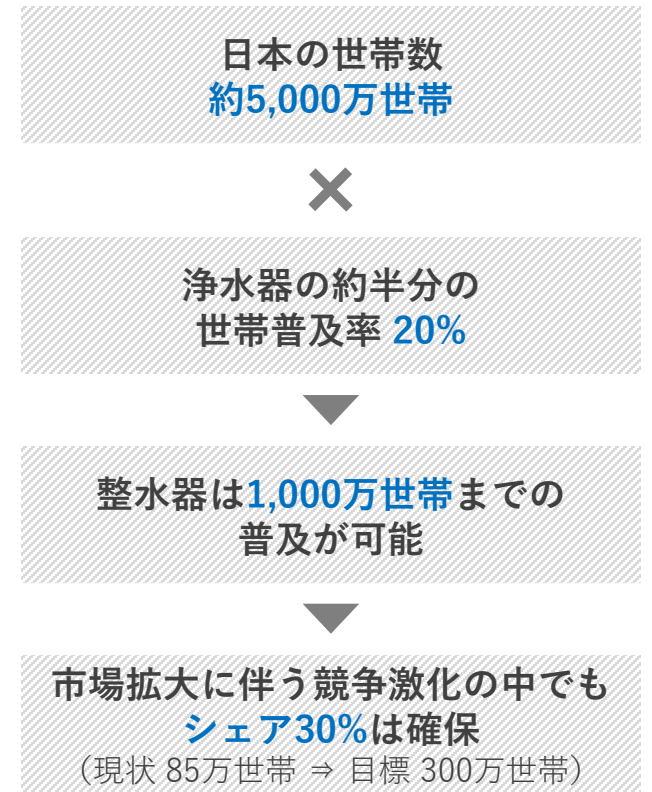 日本の世帯数
約5,000万世帯
×
浄水器の約半分の
世帯普及率 20%
整水器は1,000万世帯までの
普及が可能
市場拡大に伴う競争激化の中でも
シェア30%は確保
（現状 85万世帯 ⇒ 目標 300万世帯）